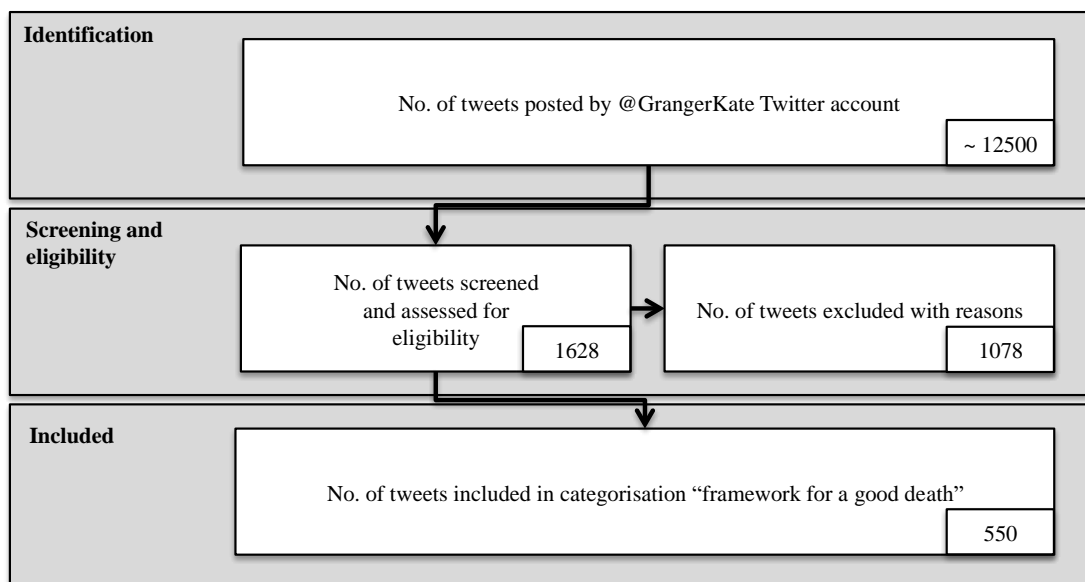 Identification
No. of tweets posted by @GrangerKate Twitter account
~ 12500
Screening and
eligibility
No. of tweets screened
and assessed for
eligibility
1628
No. of tweets excluded with reasons
1078
Included
No. of tweets included in categorisation “framework for a good death”
550